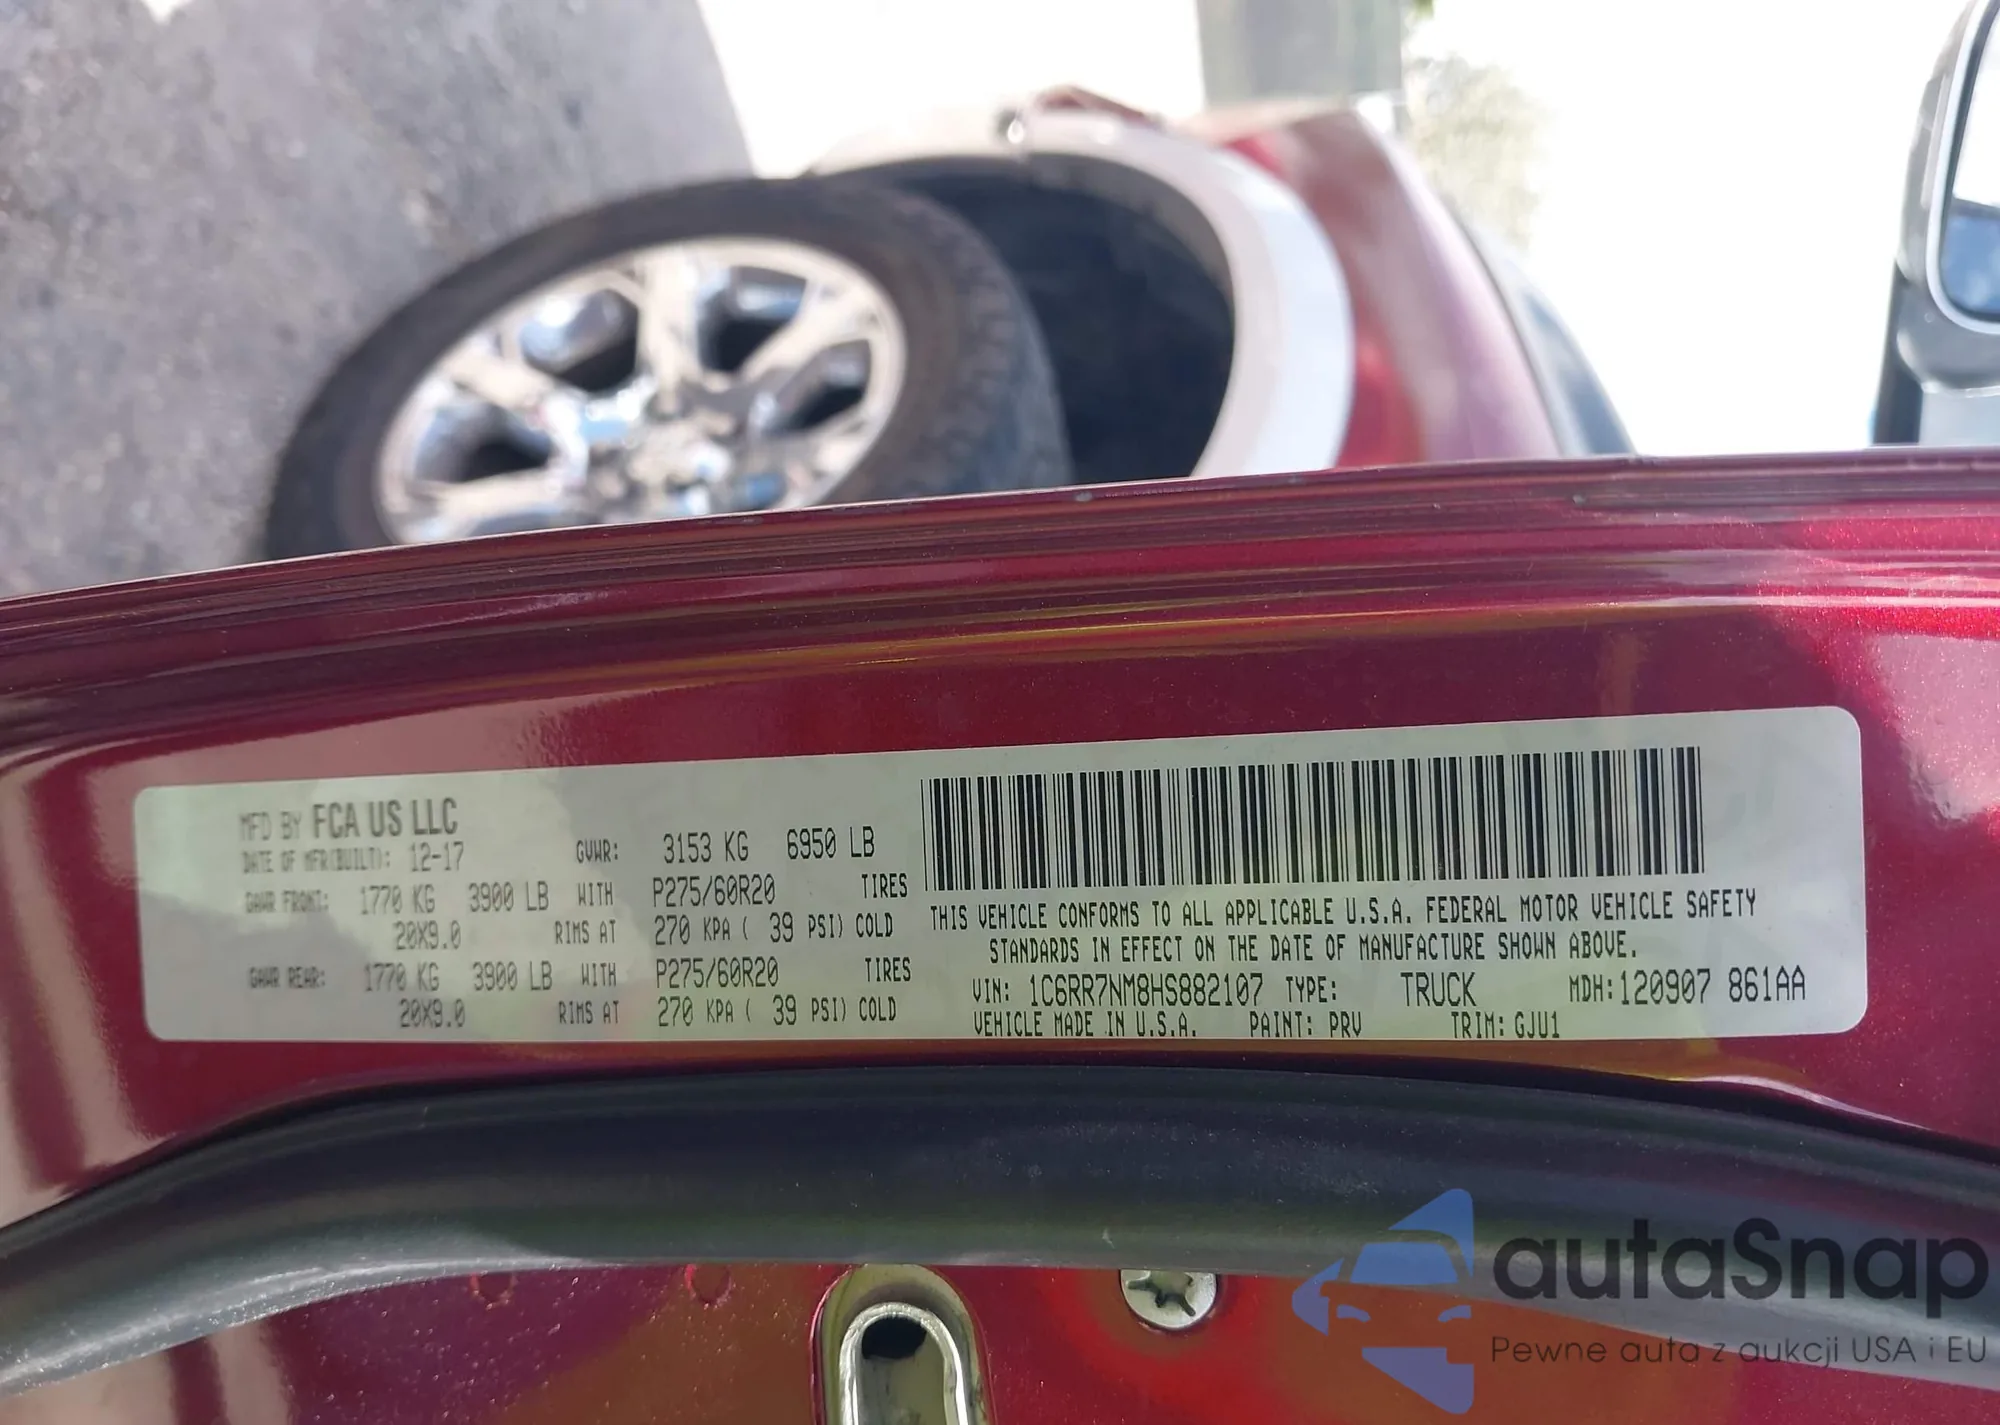 MFD BY FCA US LLC
DATE OF MFR(BUILT): 12-17 GVWR: 3153 KG 6950 LB
GAWR FRONT: 1770 KG 3900 LB WITH P275/60R20 TIRES
20X9.0 RIMS AT 270 KPA ( 39 PSI) COLD
GAWR REAR: 1770 KG 3900 LB WITH P275/60R20 TIRES
20X9.0 RIMS AT 270 KPA ( 39 PSI) COLD
THIS VEHICLE CONFORMS TO ALL APPLICABLE U.S.A. FEDERAL MOTOR VEHICLE SAFETY
STANDARDS IN EFFECT ON THE DATE OF MANUFACTURE SHOWN ABOVE.
VIN: 1C6RR7NM8HS882107 TYPE: TRUCK MDH:120907 861AA
VEHICLE MADE IN U.S.A. PAINT: PRV TRIM: GJU1
autaSnap
Pewne auta z aukcji USA i EU